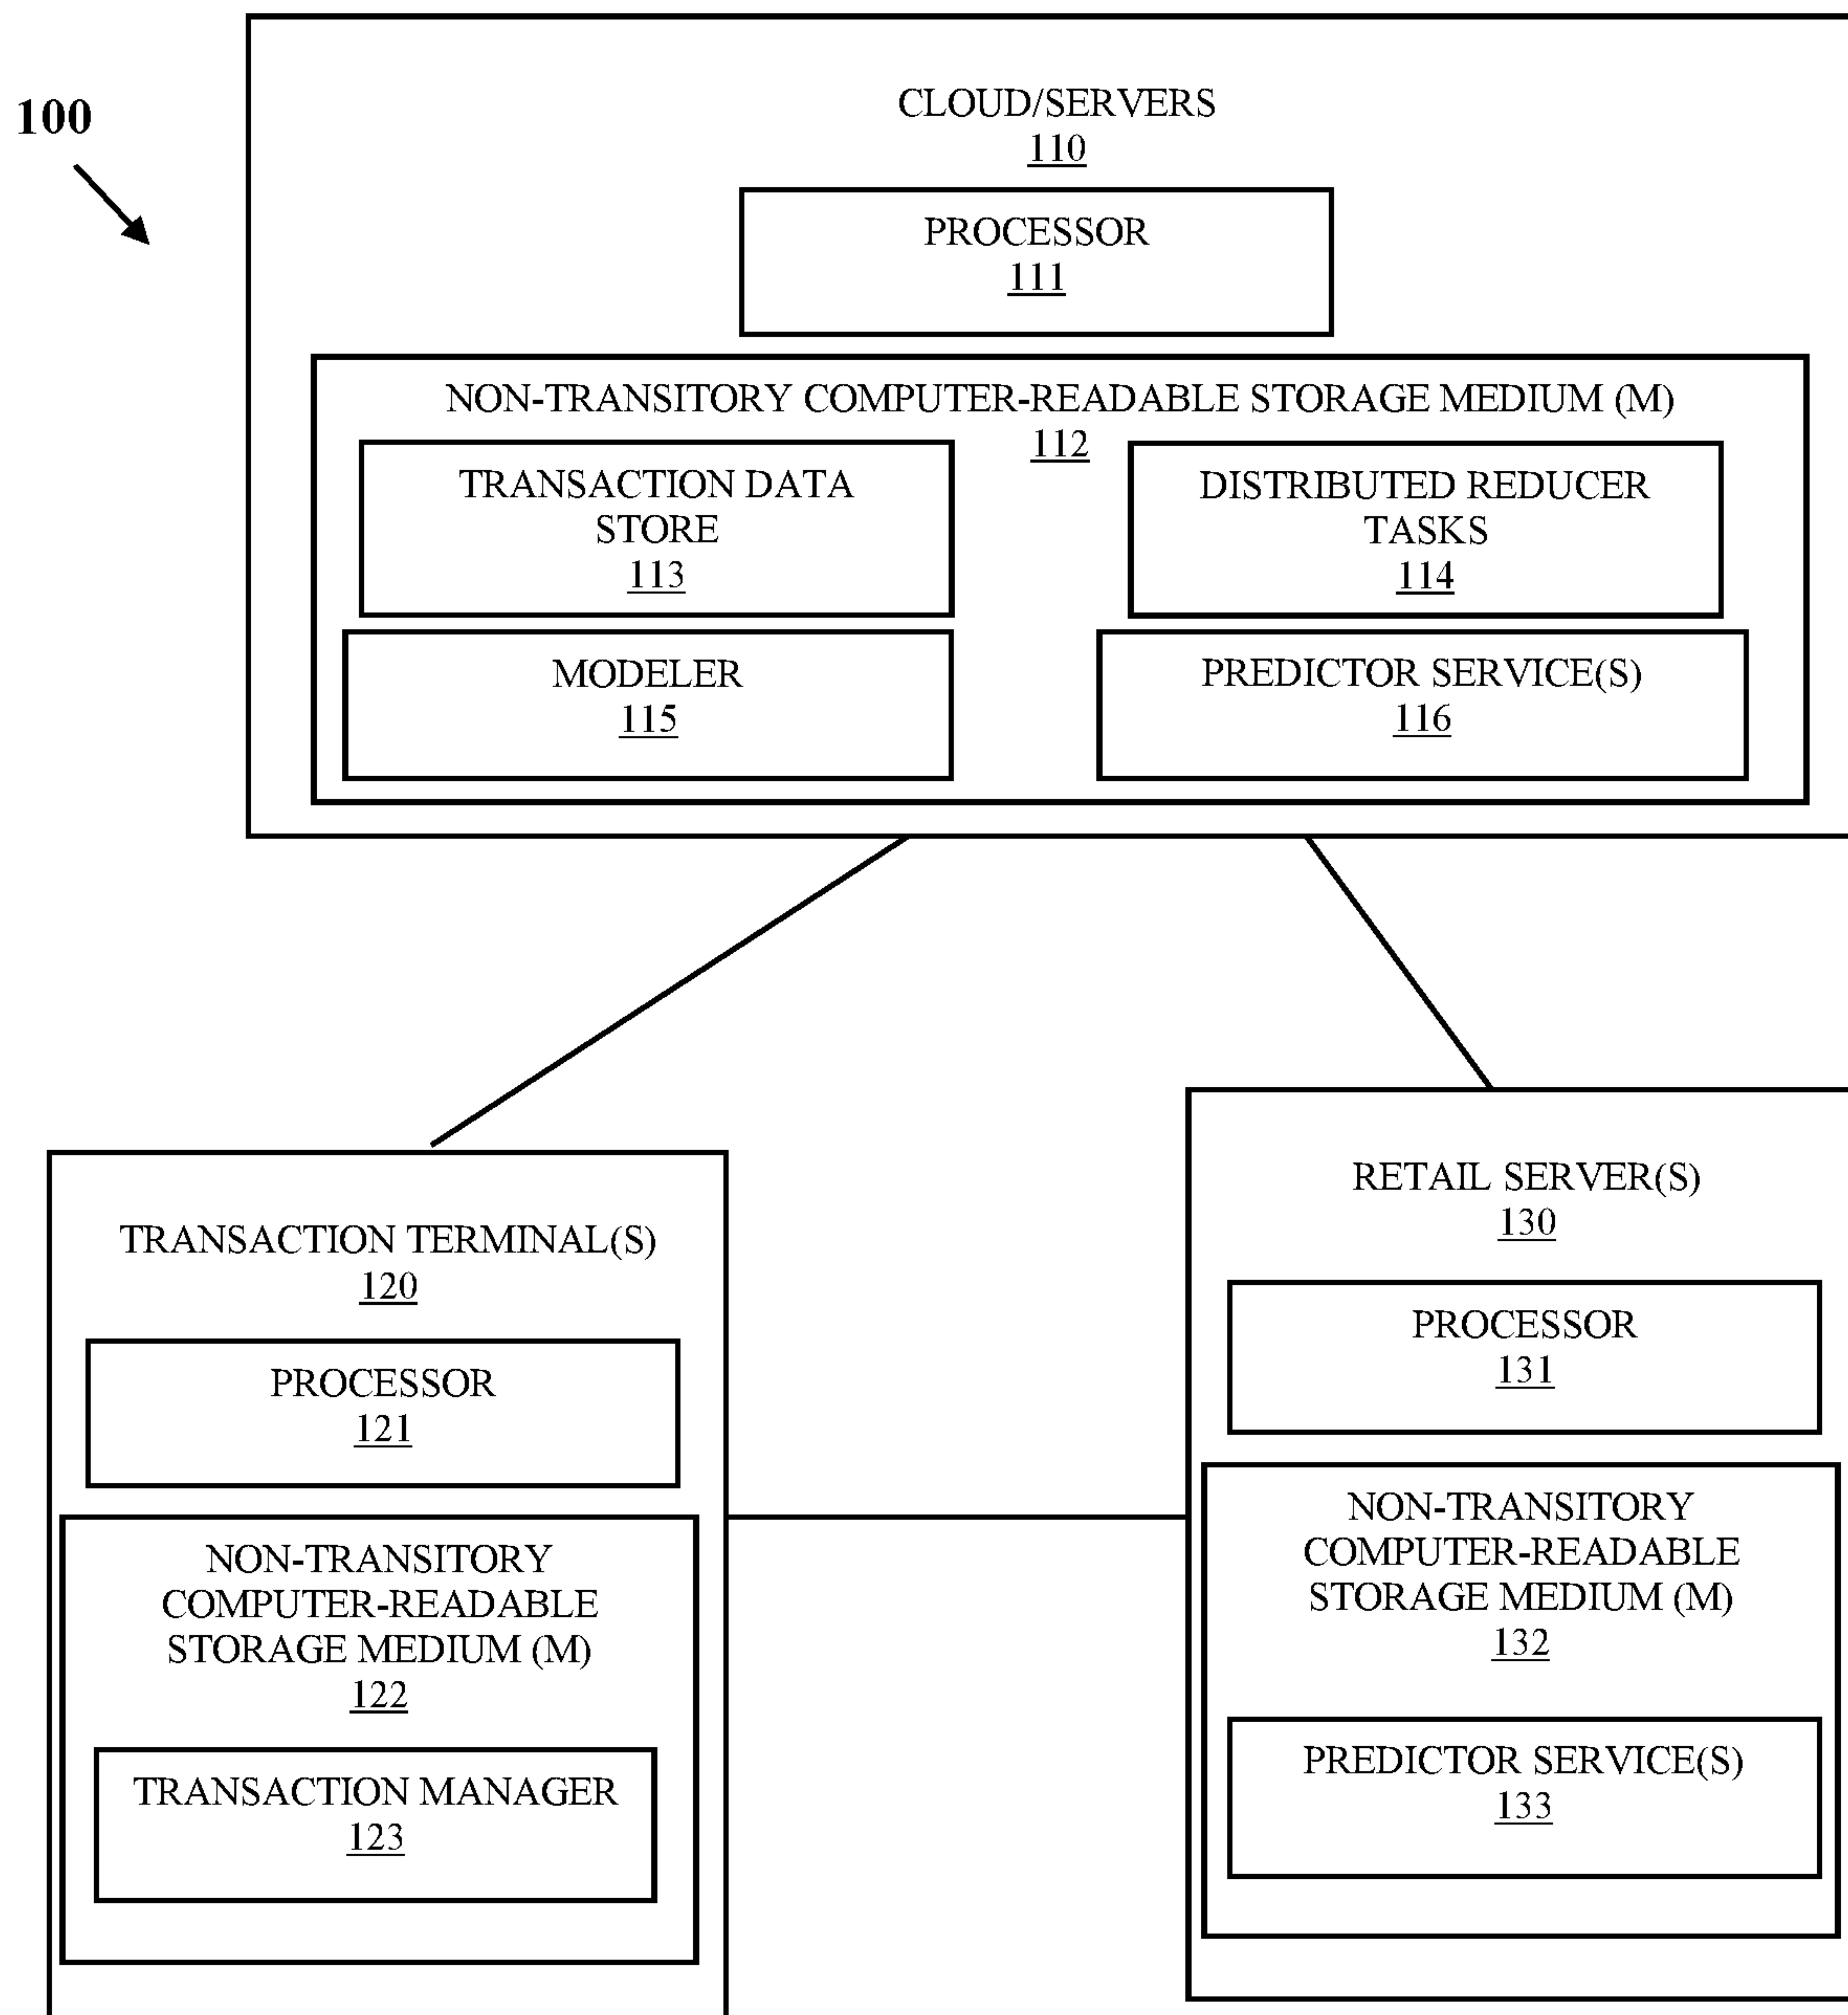 100
CLOUD/SERVERS
110
PROCESSOR
111
NON-TRANSITORY COMPUTER-READABLE STORAGE MEDIUM (M)
112
TRANSACTION DATA
STORE
113
DISTRIBUTED REDUCER
TASKS
114
MODELER
115
PREDICTOR SERVICE(S)
116
TRANSACTION TERMINAL(S)
120
PROCESSOR
121
NON-TRANSITORY
COMPUTER-READABLE
STORAGE MEDIUM (M)
122
TRANSACTION MANAGER
123
RETAIL SERVER(S)
130
PROCESSOR
131
NON-TRANSITORY
COMPUTER-READABLE
STORAGE MEDIUM (M)
132
PREDICTOR SERVICE(S)
133